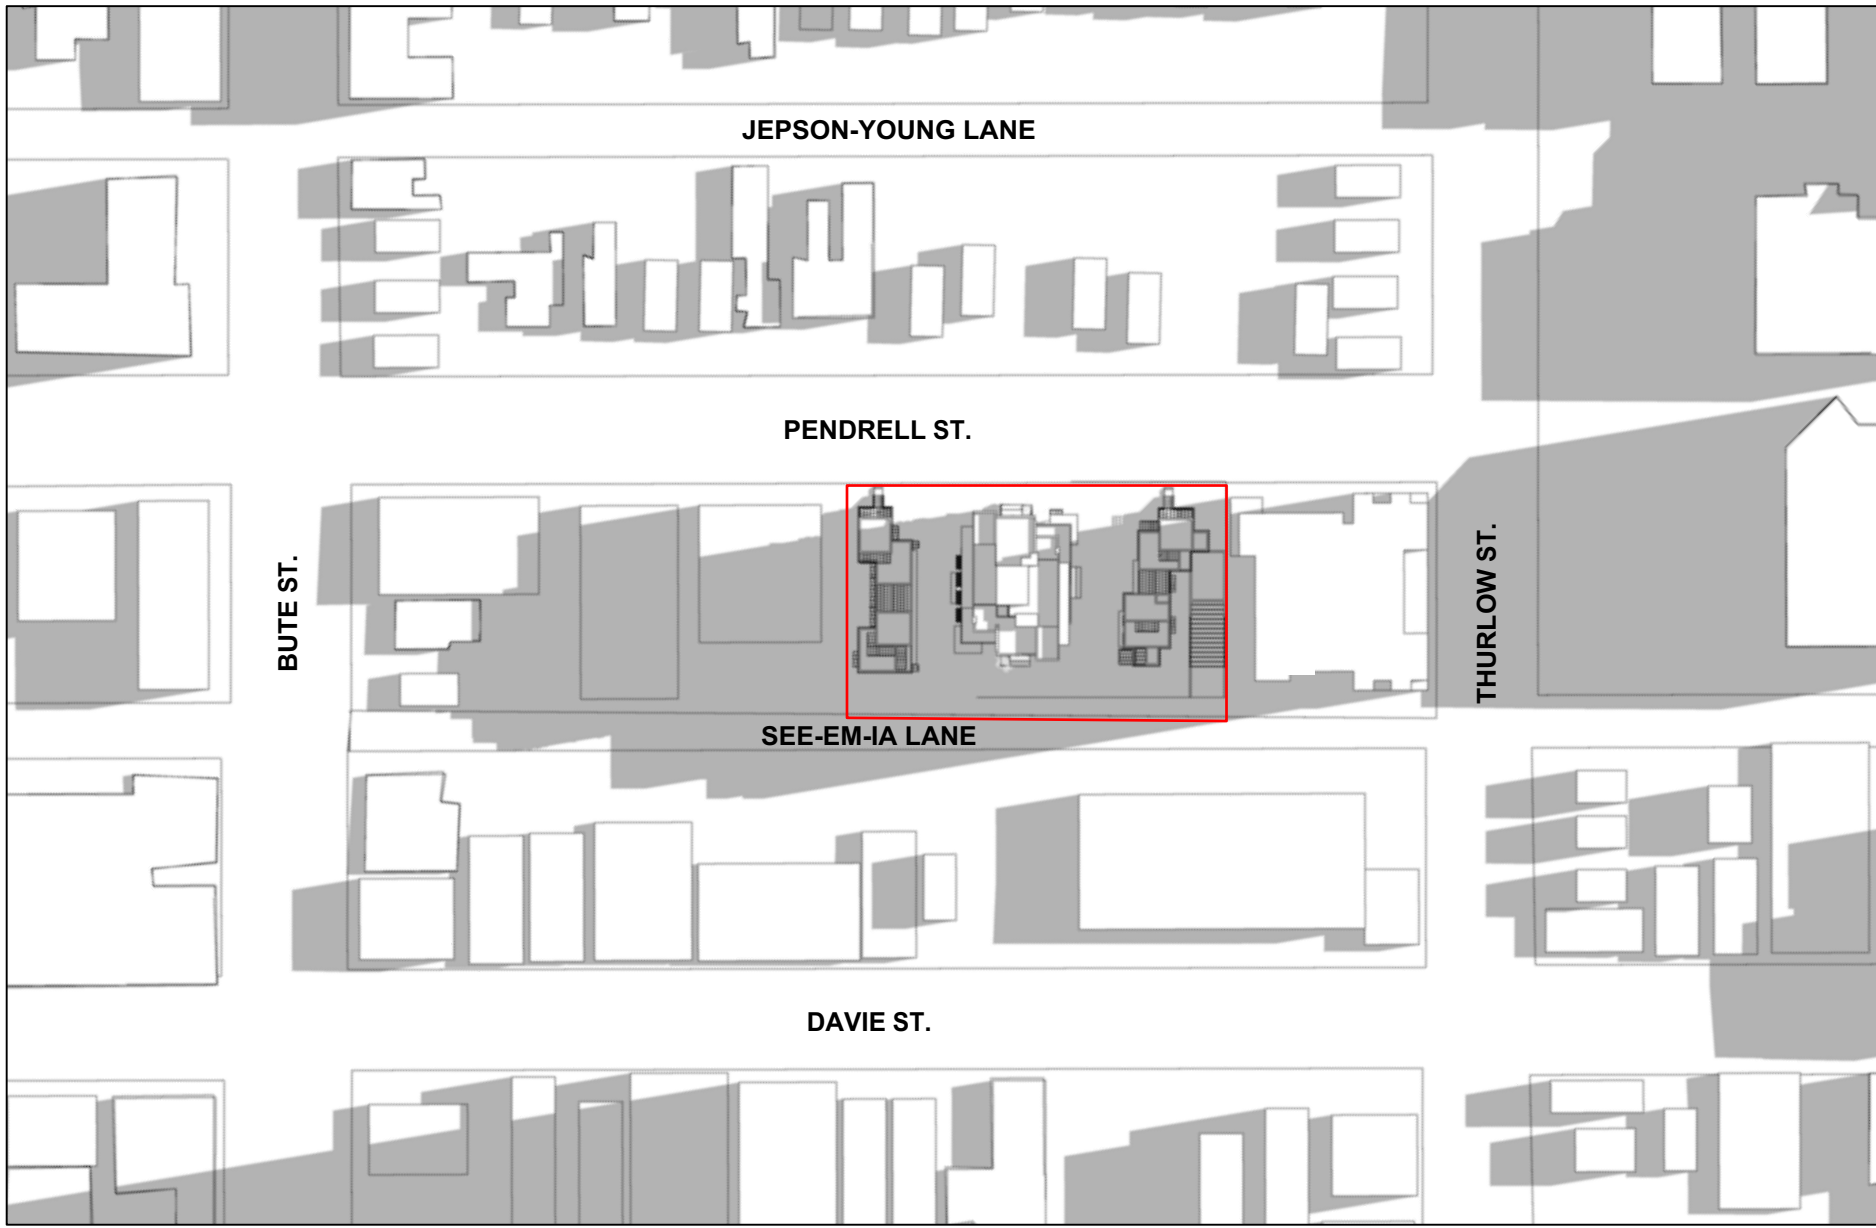 JEPSON-YOUNG LANE
PENDRELL ST.
BUTE ST.
THURLOW ST.
SEE-EM-IA LANE
DAVIE ST.